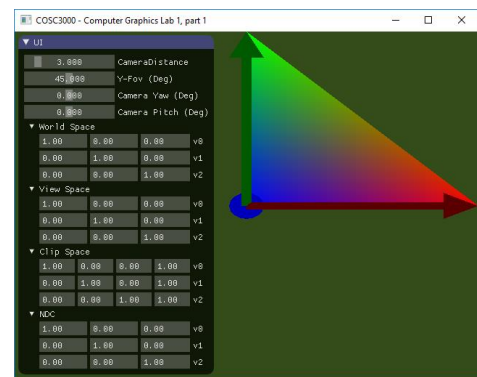 COSC3000 - Computer Graphics Lab 1, part 1
UI
3.000 CameraDistance
45.000 Y-Fov (Deg)
0.000 Camera Yaw (Deg)
0.000 Camera Pitch (Deg)
World Space
1.00 0.00 0.00 v0
0.00 1.00 0.00 v1
0.00 0.00 1.00 v2
View Space
1.00 0.00 0.00 v0
0.00 1.00 0.00 v1
0.00 0.00 1.00 v2
Clip Space
1.00 0.00 0.00 1.00 v0
0.00 1.00 0.00 1.00 v1
0.00 0.00 1.00 1.00 v2
NDC
1.00 0.00 0.00 v0
0.00 1.00 0.00 v1
0.00 0.00 1.00 v2